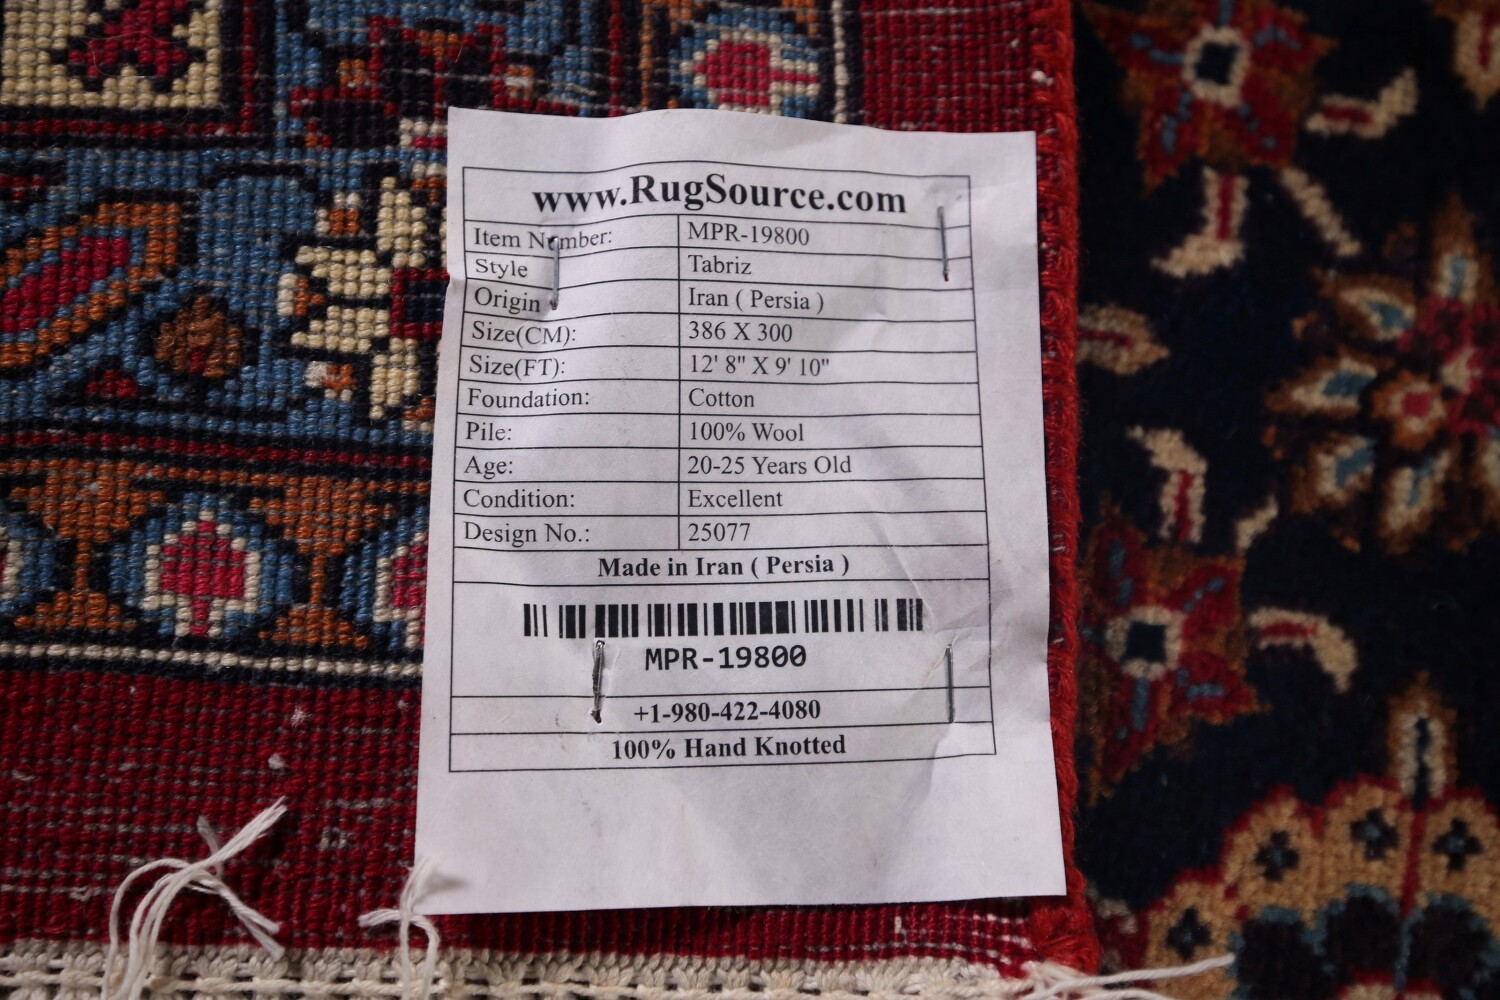 www.RugSource.com
Item Number: MPR-19800
Style Tabriz
Origin Iran ( Persia )
Size(CM): 386 X 300
Size(FT): 12' 8" X 9' 10"
Foundation: Cotton
Pile: 100% Wool
Age: 20-25 Years Old
Condition: Excellent
Design No.: 25077
Made in Iran ( Persia )
MPR-19800
+1-980-422-4080
100% Hand Knotted